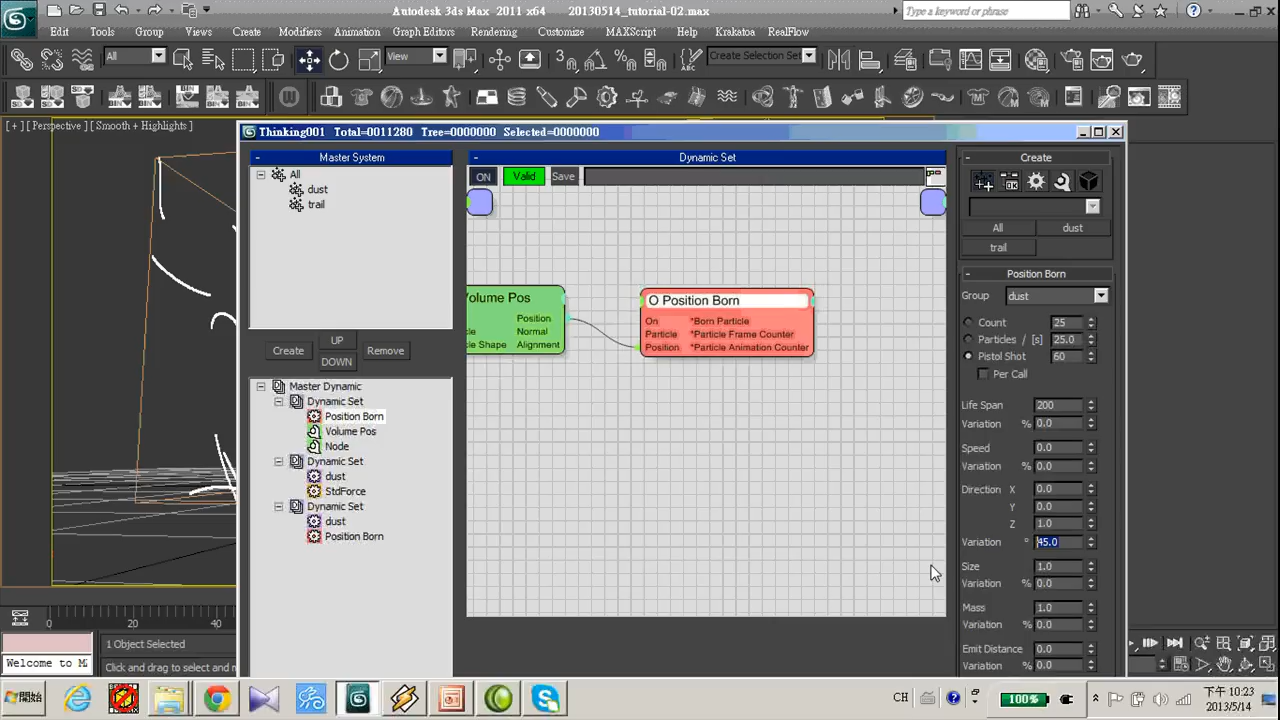 Autodesk 3ds Max 2011 x64 20130514_tutorial-02.max
Type a keyword or phrase
Edit Tools Group Views Create Animation Graph Editors Rendering Customize MAXScript Help Krakatoa RealFlow
All View Create Selection Set
[ + ] [ Perspective ] [ Smooth + Highlights ]
Thinking001 Total=0011280 Tree=0000000 Selected=0000000
Master System
All
dust
trail
Create UP DOWN Remove
Master Dynamic
Dynamic Set
Position Born
Volume Pos
Node
Dynamic Set
dust
StdForce
Dynamic Set
dust
Position Born
Dynamic Set
ON Valid Save
Volume Pos
Position
Normal
cle Shape Alignment
O Position Born
On *Born Particle
Particle *Particle Frame Counter
Position *Particle Animation Counter
Create
All dust
trail
Position Born
Group dust
Count 25
Particles / [s] 25.0
Pistol Shot 60
Per Call
Life Span 200
Variation % 0.0
Speed 0.0
Variation % 0.0
Direction X 0.0
Y 0.0
Z 1.0
Variation ° 45.0
Size 1.0
Variation % 0.0
Mass 1.0
Variation % 0.0
Emit Distance 0.0
Variation % 0.0
0 20 40
1 Object Selected
Welcome to M
Click and drag to select and m
開始
CH 100% 下午 10:23
2013/5/14